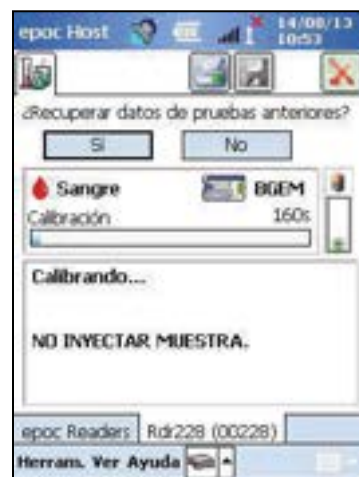 epoc Host 14/08/13
10:53
¿Recuperar datos de pruebas anteriores?
Si No
Sangre BGEM
Calibración 160s
Calibrando...
NO INYECTAR MUESTRA.
epoc Readers Rdr228 (00228)
Herram. Ver Ayuda